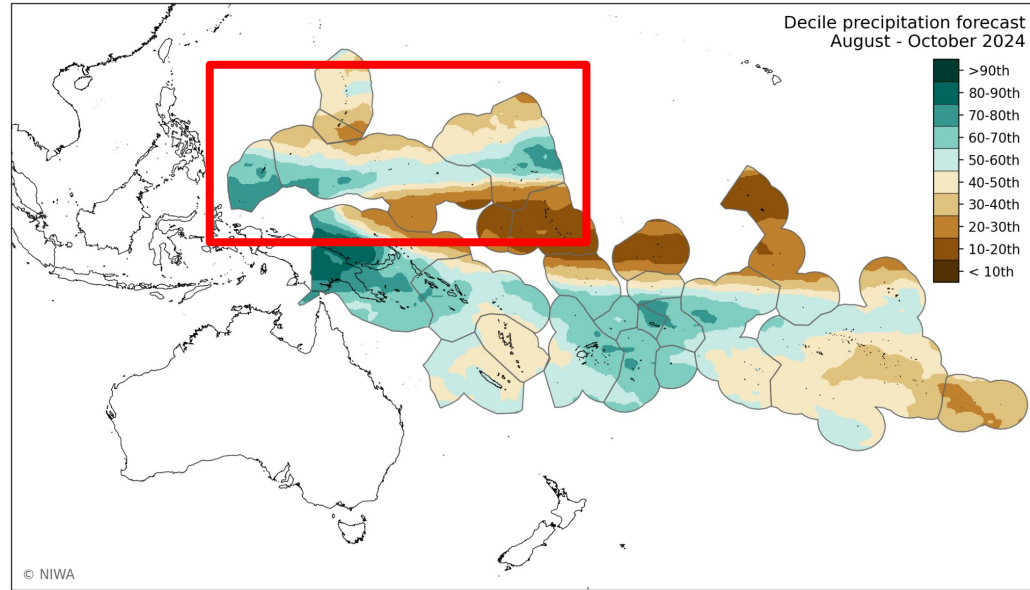 Decile precipitation forecast
August - October 2024
>90th
80-90th
70-80th
60-70th
50-60th
40-50th
30-40th
20-30th
10-20th
< 10th
© NIWA